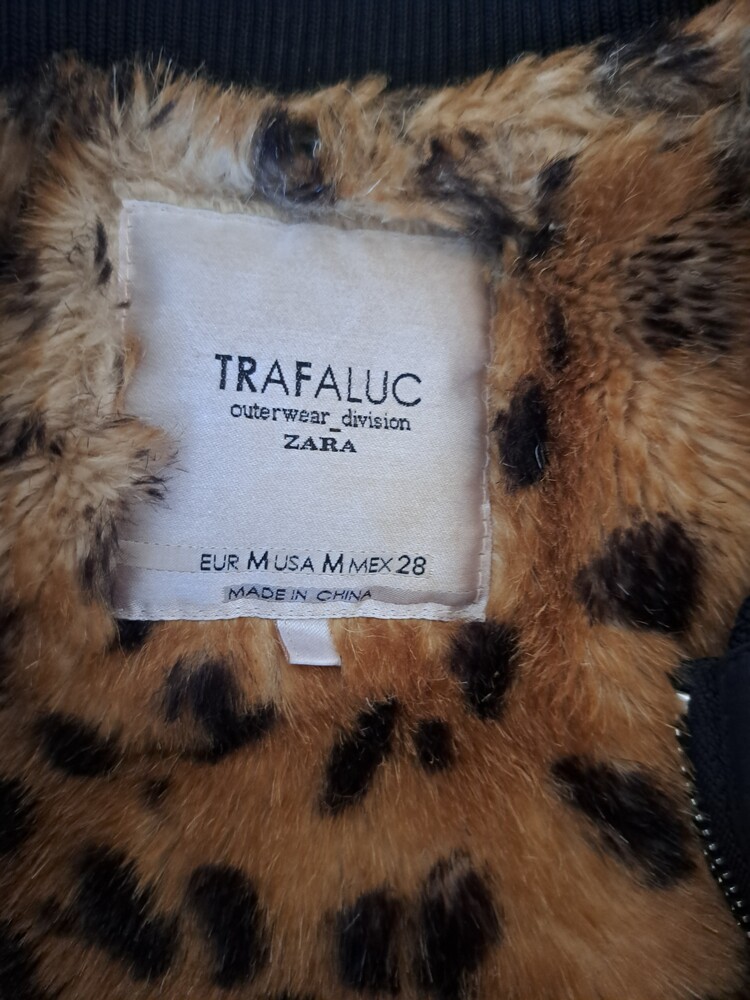 TRAFALUC
outerwear_division
ZARA
EUR M USA M MEX 28
MADE IN CHINA